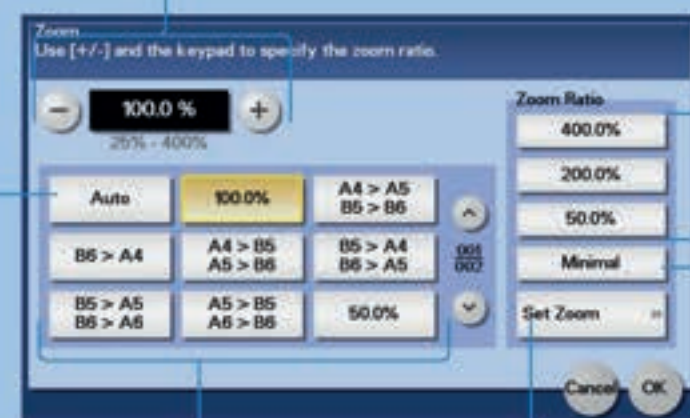 Zoom
Use [+/-] and the keypad to specify the zoom ratio.
− 100.0 % +
25% - 400%
Auto
100.0%
A4 > A5
B5 > B6
B6 > A4
A4 > B5
A5 > B6
B5 > A4
B6 > A5
B5 > A5
B6 > A6
A5 > B5
A6 > B6
50.0%
001
002
Zoom Ratio
400.0%
200.0%
50.0%
Minimal
Set Zoom
Cancel
OK